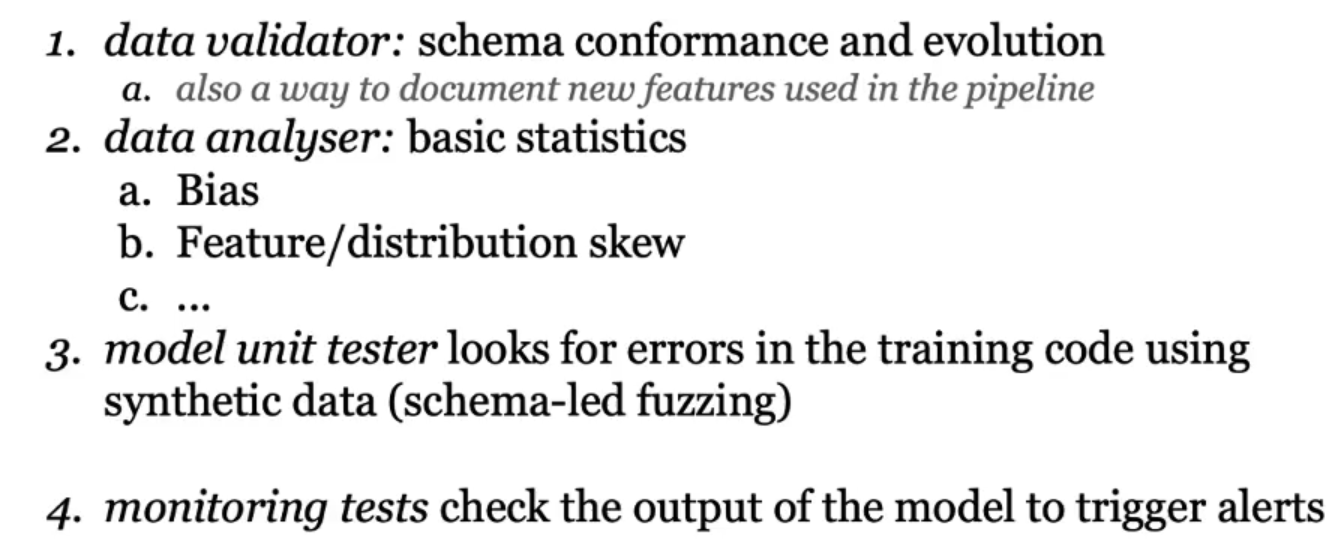 1. data validator: schema conformance and evolution
a. also a way to document new features used in the pipeline
2. data analyser: basic statistics
a. Bias
b. Feature/distribution skew
c. ...
3. model unit tester looks for errors in the training code using
synthetic data (schema-led fuzzing)
4. monitoring tests check the output of the model to trigger alerts